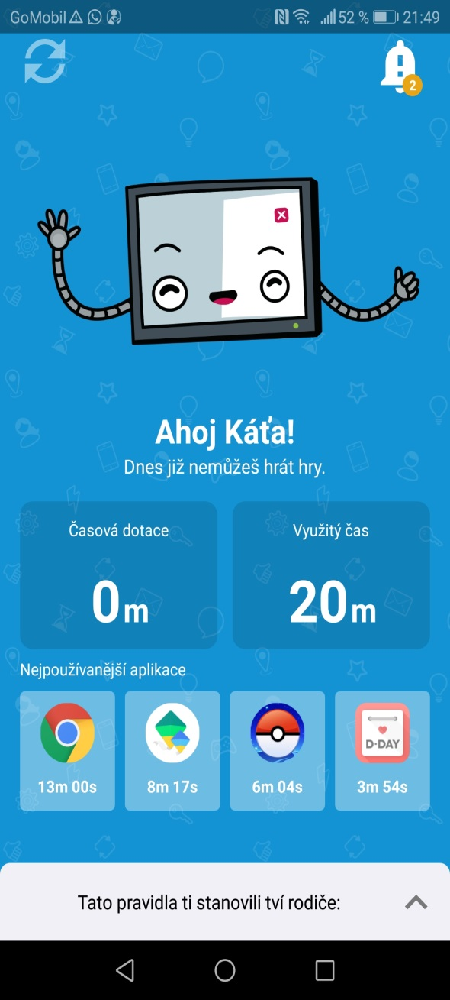 GoMobil 52 % 21:49
2
Ahoj Káťa!
Dnes již nemůžeš hrát hry.
Časová dotace
Využitý čas
0m
20m
Nejpoužívanější aplikace
D-DAY
13m 00s
8m 17s
6m 04s
3m 54s
Tato pravidla ti stanovili tví rodiče: